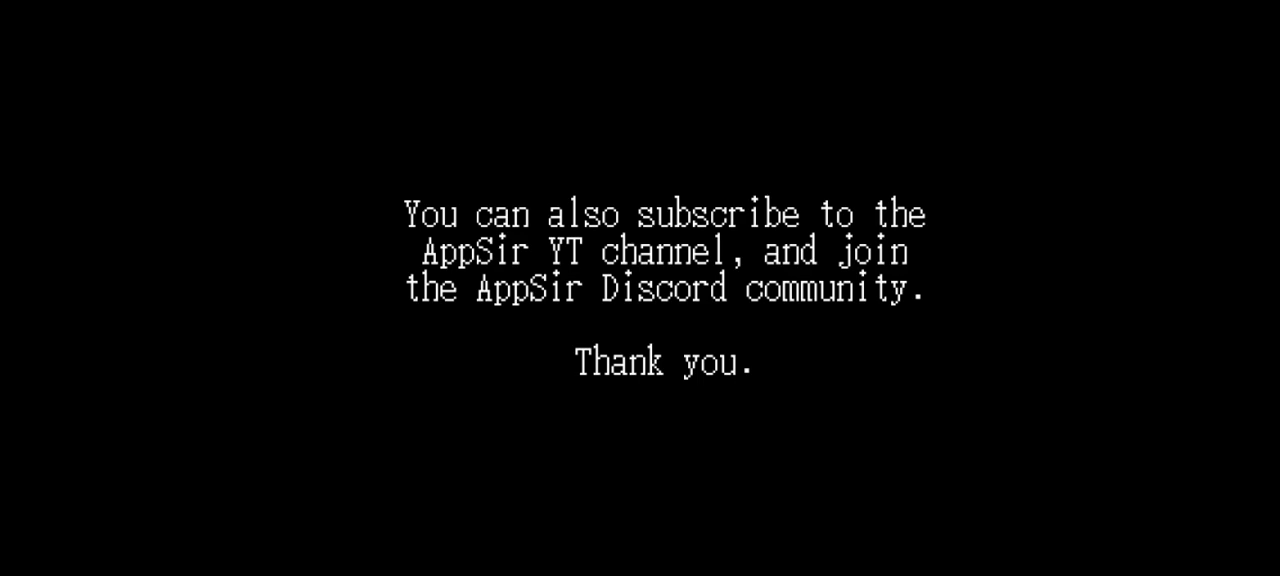 You can also subscribe to the
AppSir YT channel, and join
the AppSir Discord community.
Thank you.